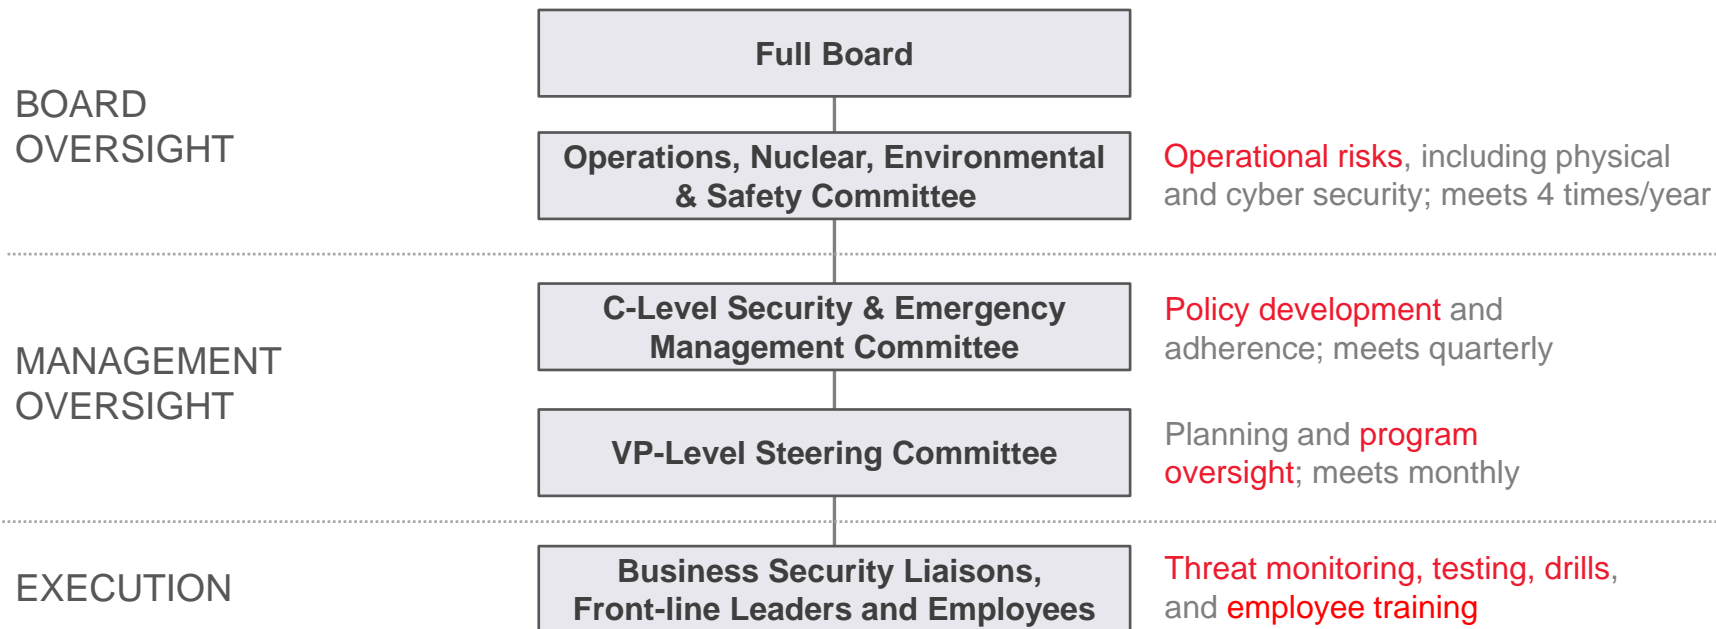 Full Board
BOARD
OVERSIGHT
Operations, Nuclear, Environmental
& Safety Committee
Operational risks, including physical
and cyber security; meets 4 times/year
C-Level Security & Emergency
Management Committee
Policy development and
adherence; meets quarterly
MANAGEMENT
OVERSIGHT
VP-Level Steering Committee
Planning and program
oversight; meets monthly
EXECUTION
Business Security Liaisons,
Front-line Leaders and Employees
Threat monitoring, testing, drills,
and employee training